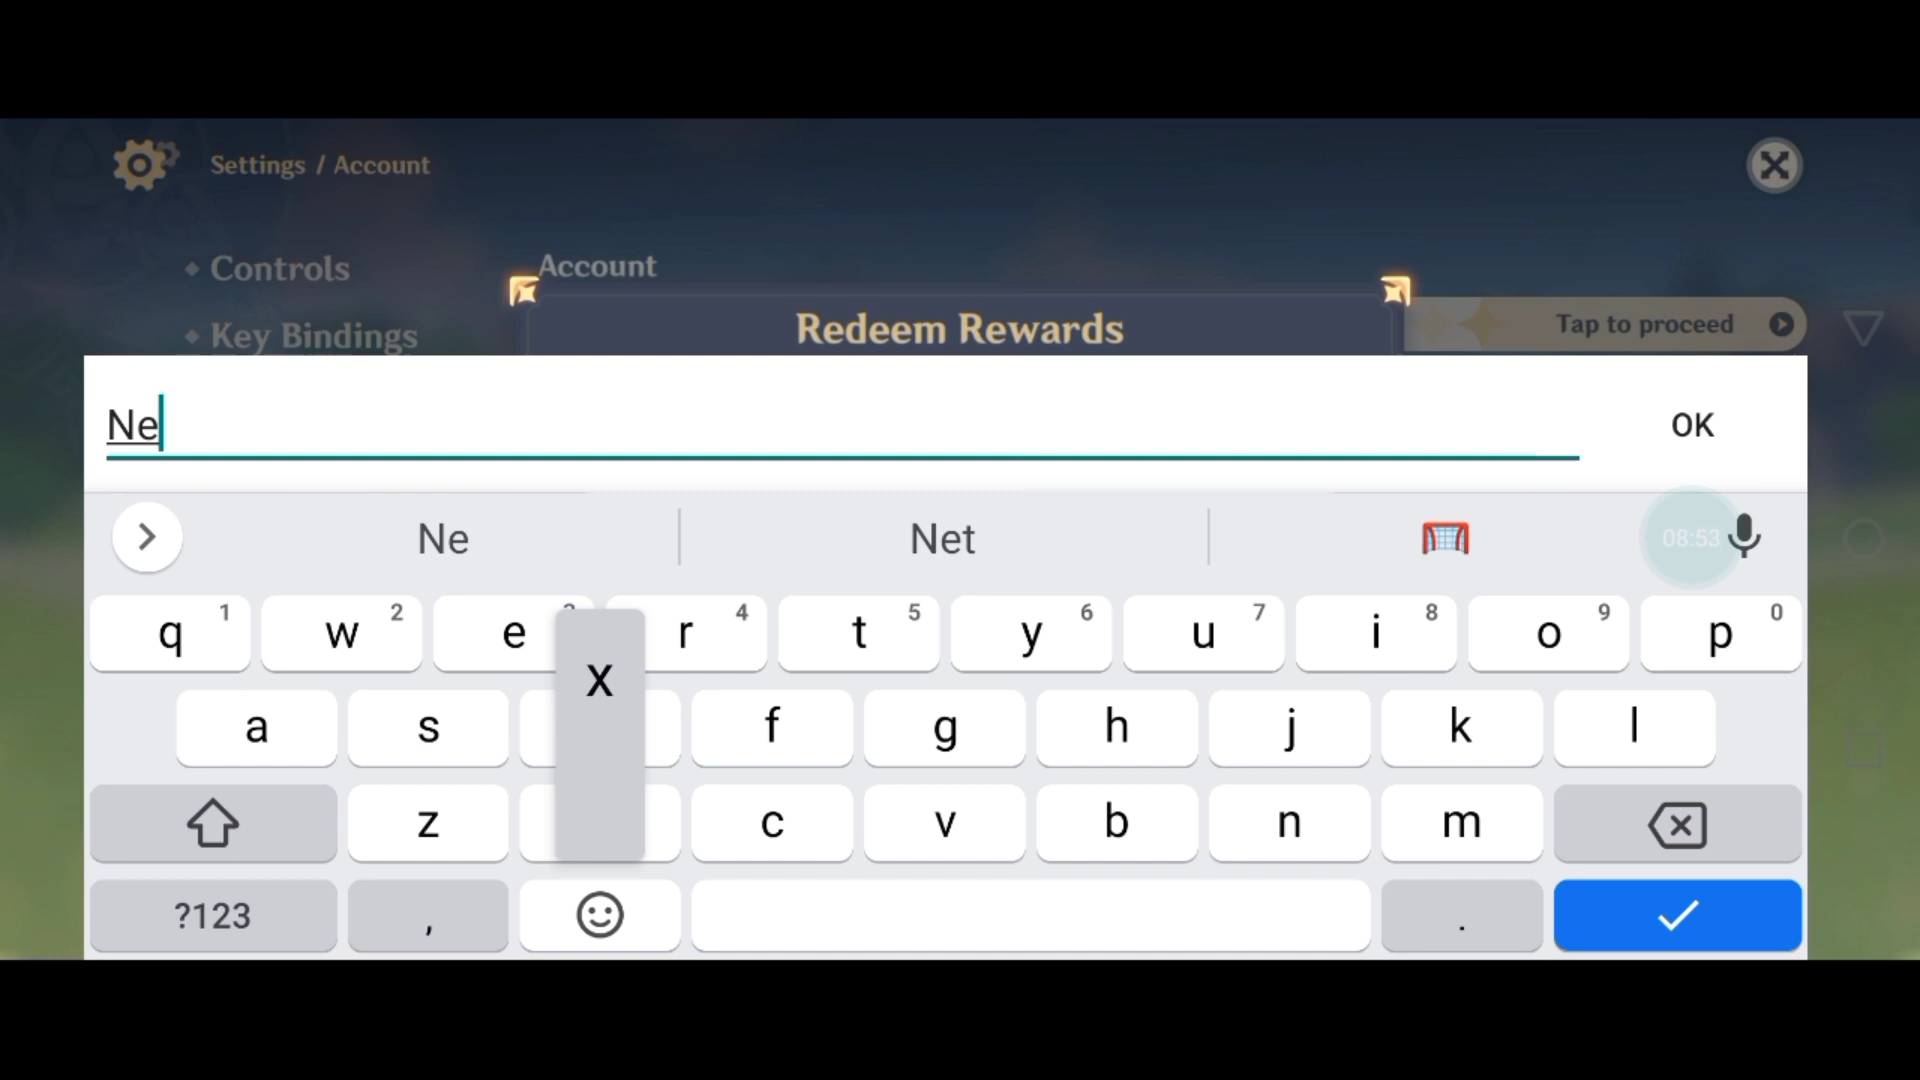 Settings / Account
Controls
Account
Key Bindings
Redeem Rewards
Tap to proceed
Ne
OK
Ne
Net
08:53
q 1 w 2 e r 4 t 5 y 6 u 7 i 8 o 9 p 0
x
a s f g h j k l
z c v b n m
?123 , .